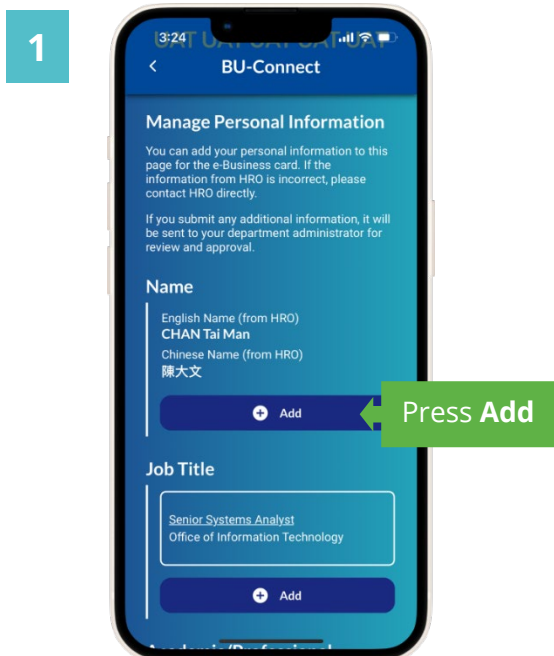 1
3:24
UAT UAT UAT UAT UAT
BU-Connect
Manage Personal Information
You can add your personal information to this
page for the e-Business card. If the
information from HRO is incorrect, please
contact HRO directly.
If you submit any additional information, it will
be sent to your department administrator for
review and approval.
Name
English Name (from HRO)
CHAN Tai Man
Chinese Name (from HRO)
陳大文
Add
Press Add
Job Title
Senior Systems Analyst
Office of Information Technology
Add
Academic/Professional